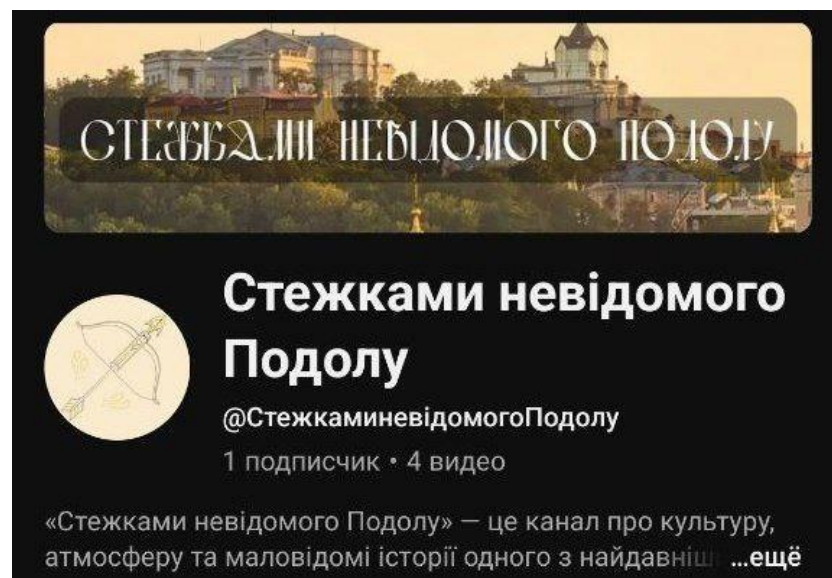 СТЕЖКАМИ НЕВІДОМОГО ПОДОЛУ
Стежками невідомого
Подолу
@СтежкаминевідомогоПодолу
1 подписчик • 4 видео
«Стежками невідомого Подолу» — це канал про культуру,
атмосферу та маловідомі історії одного з найдавніш ...ещё